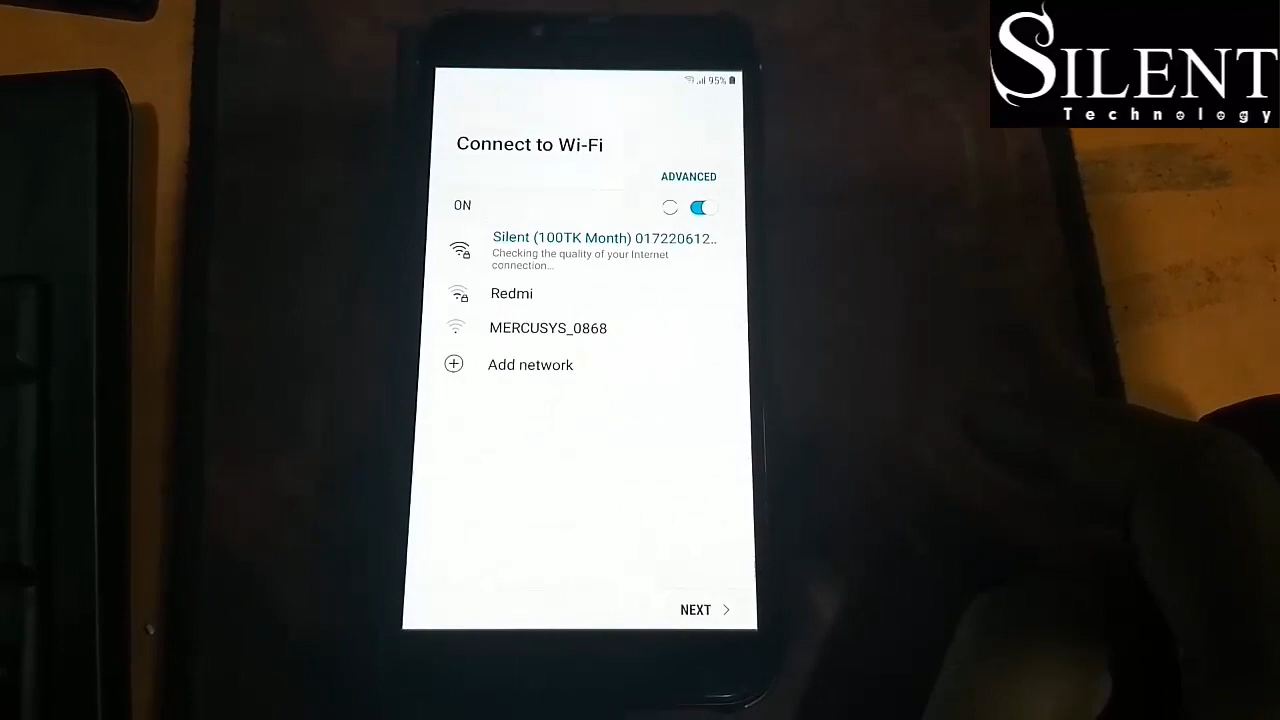 SILENT
Technology
95%
Connect to Wi-Fi
ADVANCED
ON
Silent (100TK Month) 017220612..
Checking the quality of your Internet
connection...
Redmi
MERCUSYS_0868
Add network
NEXT